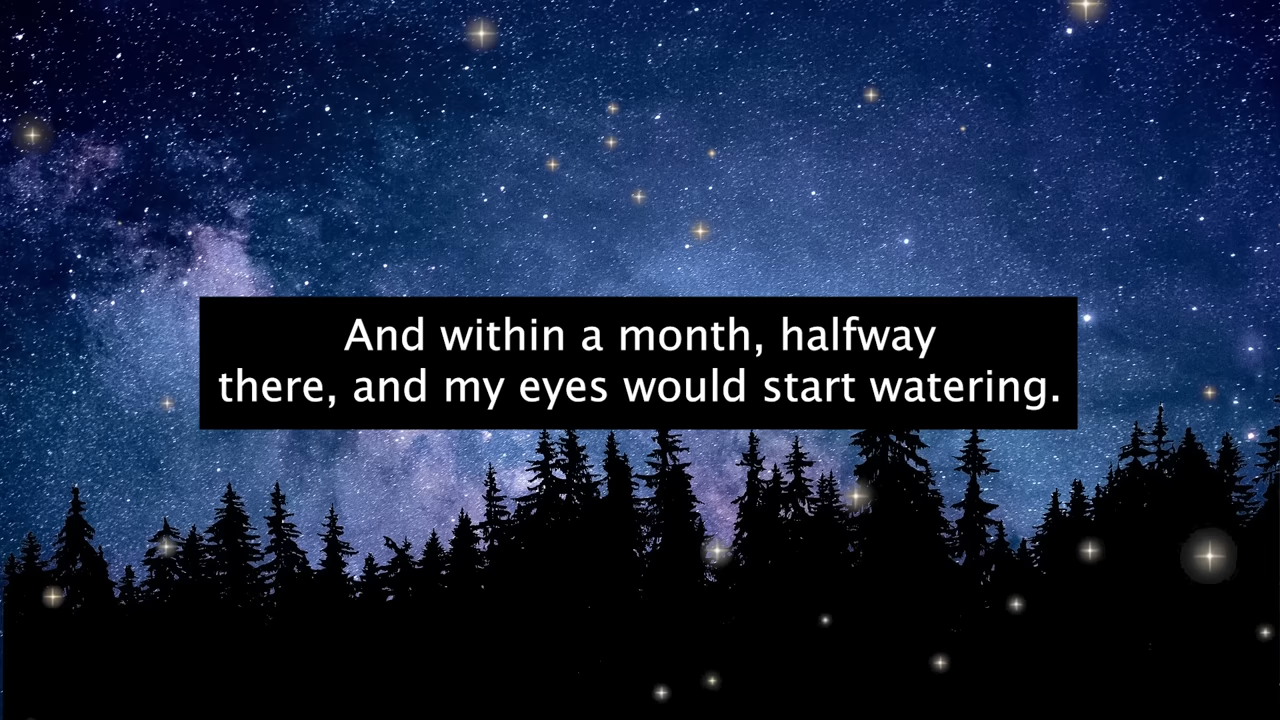 And within a month, halfway
there, and my eyes would start watering.